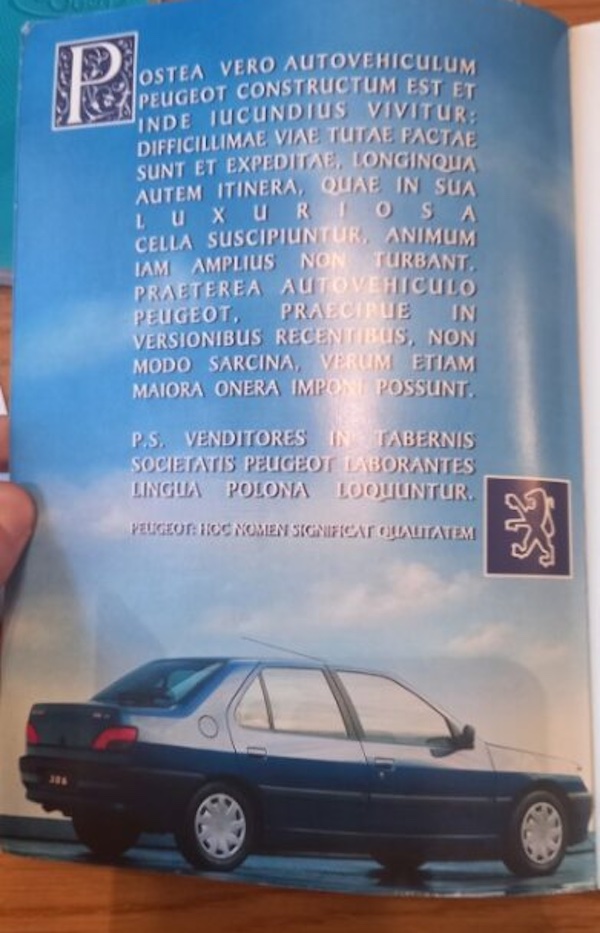 POSTEA VERO AUTOVEHICULUM
PEUGEOT CONSTRUCTUM EST ET
INDE IUCUNDIUS VIVITUR:
DIFFICILLIMAE VIAE TUTAE FACTAE
SUNT ET EXPEDITAE, LONGINQUA
AUTEM ITINERA, QUAE IN SUA
LUXURIOSA
CELLA SUSCIPIUNTUR, ANIMUM
IAM AMPLIUS NON TURBANT.
PRAETEREA AUTOVEHICULO
PEUGEOT, PRAECIPUE IN
VERSIONIBUS RECENTIBUS, NON
MODO SARCINA, VERUM ETIAM
MAIORA ONERA IMPONI POSSUNT.
P.S. VENDITORES IN TABERNIS
SOCIETATIS PEUGEOT LABORANTES
LINGUA POLONA LOQUUNTUR.
PEUGEOT: HOC NOMEN SIGNIFICAT QUALITATEM
306